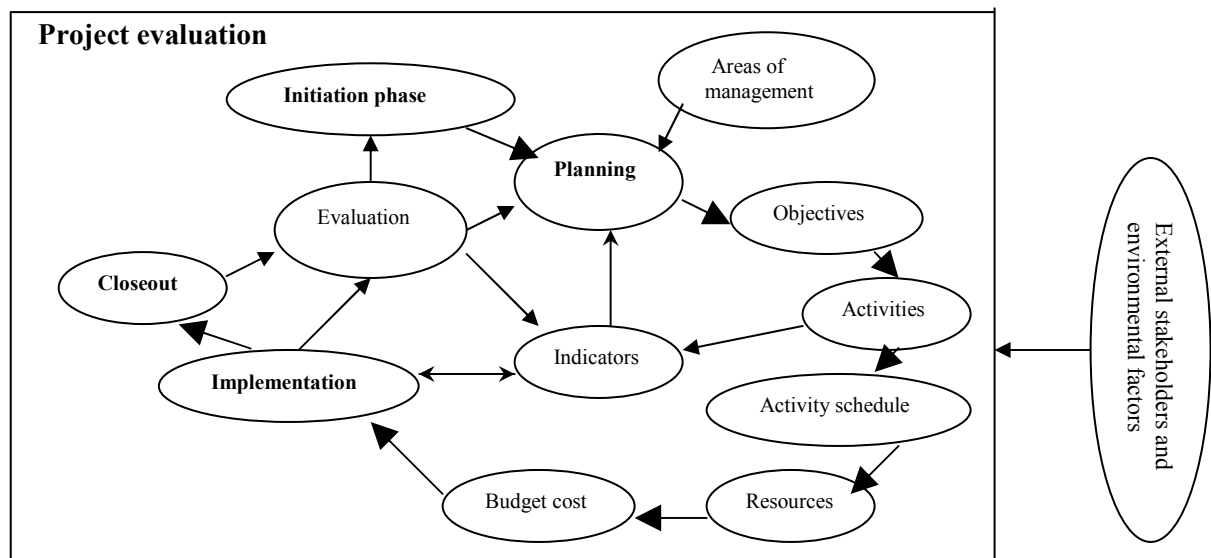 Project evaluation
Areas of
management
Initiation phase
Planning
Evaluation
Objectives
Closeout
Activities
Indicators
Implementation
Activity schedule
Budget cost
Resources
External stakeholders and
environmental factors